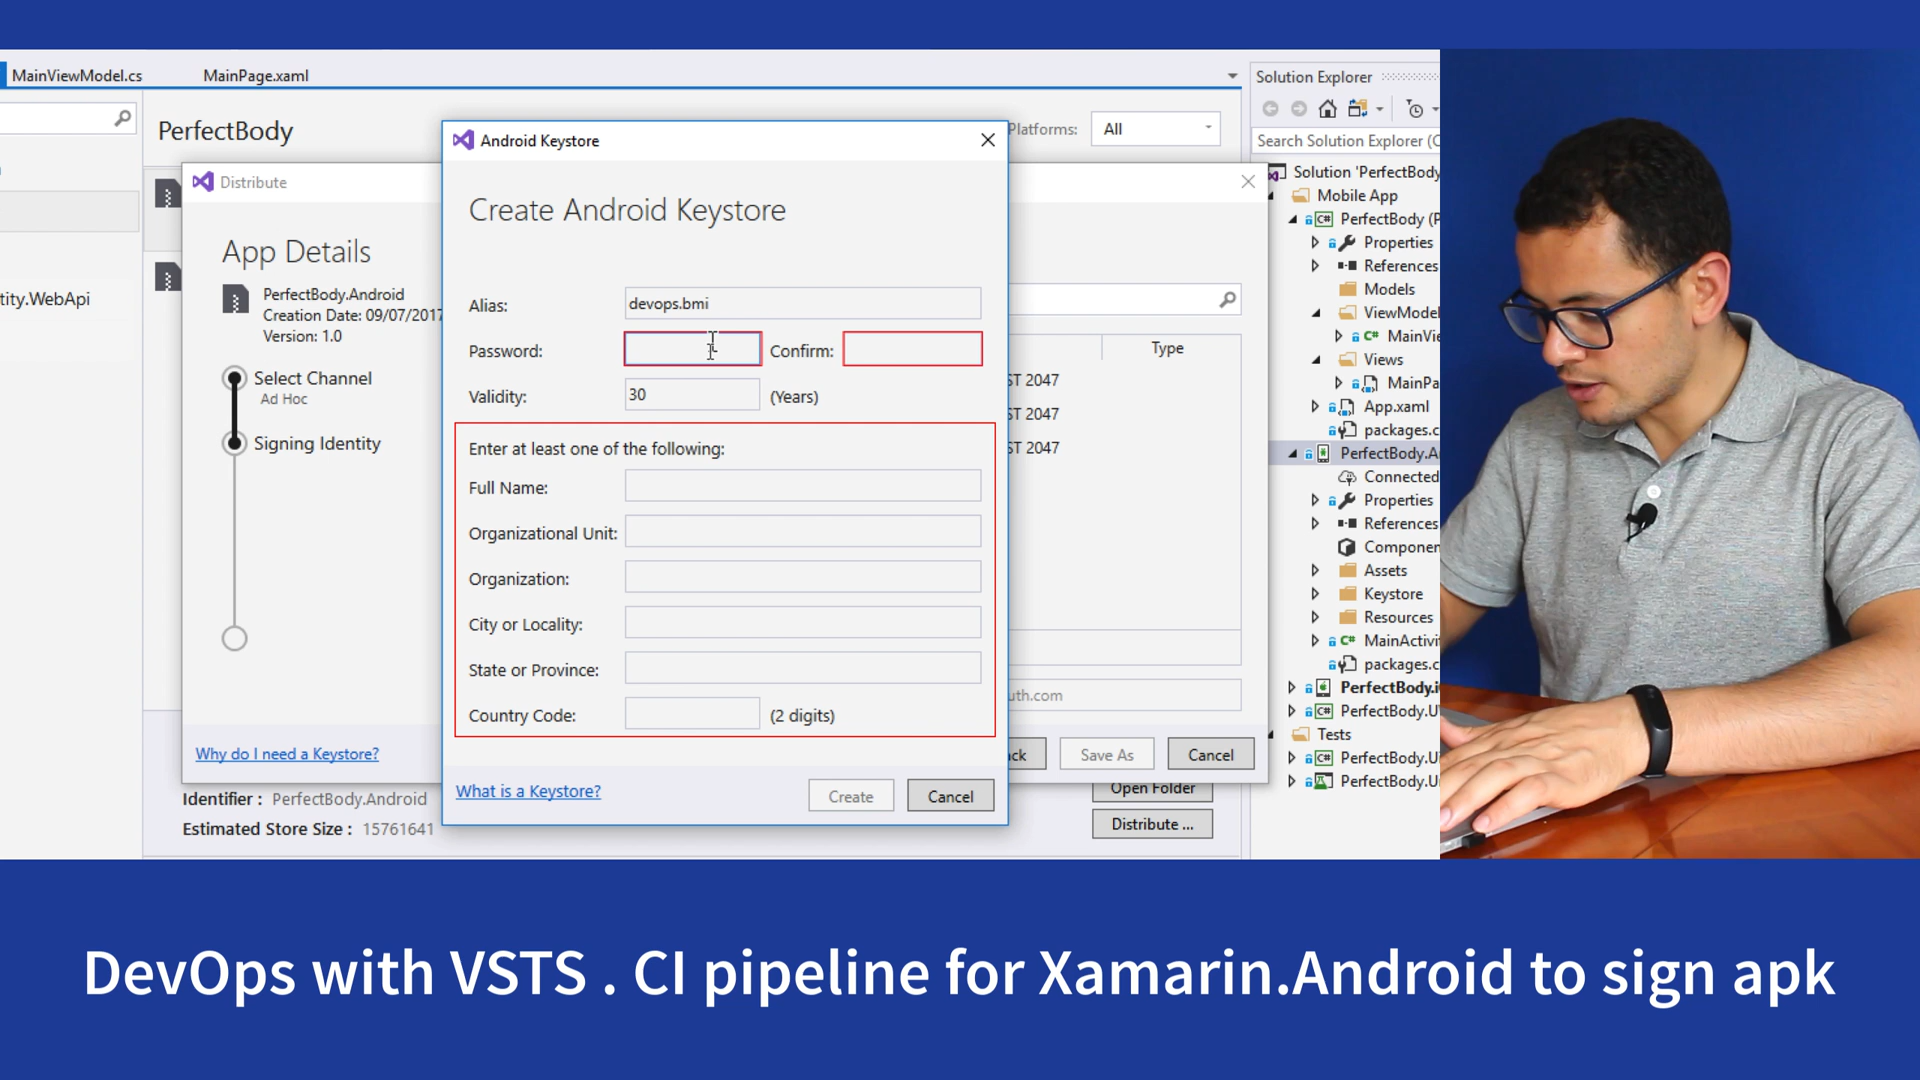 MainViewModel.cs
MainPage.xaml
PerfectBody
tity.WebApi
Distribute
App Details
PerfectBody.Android
Creation Date: 09/07/2017
Version: 1.0
Select Channel
Ad Hoc
Signing Identity
Why do I need a Keystore?
Identifier : PerfectBody.Android
Estimated Store Size : 15761641
Android Keystore
Create Android Keystore
Alias: devops.bmi
Password:
Confirm:
Validity: 30 (Years)
Enter at least one of the following:
Full Name:
Organizational Unit:
Organization:
City or Locality:
State or Province:
Country Code: (2 digits)
What is a Keystore?
Create
Cancel
Platforms: All
Type
ST 2047
ST 2047
ST 2047
uth.com
ck
Save As
Cancel
Open Folder
Distribute ...
Solution Explorer
Search Solution Explorer (C
Solution 'PerfectBody
Mobile App
PerfectBody (P
Properties
References
Models
ViewModel
MainVie
Views
MainPa
App.xaml
packages.c
PerfectBody.A
Connected
Properties
References
Componen
Assets
Keystore
Resources
MainActivi
packages.c
PerfectBody.i
PerfectBody.U
Tests
PerfectBody.Ui
PerfectBody.U
DevOps with VSTS . CI pipeline for Xamarin.Android to sign apk